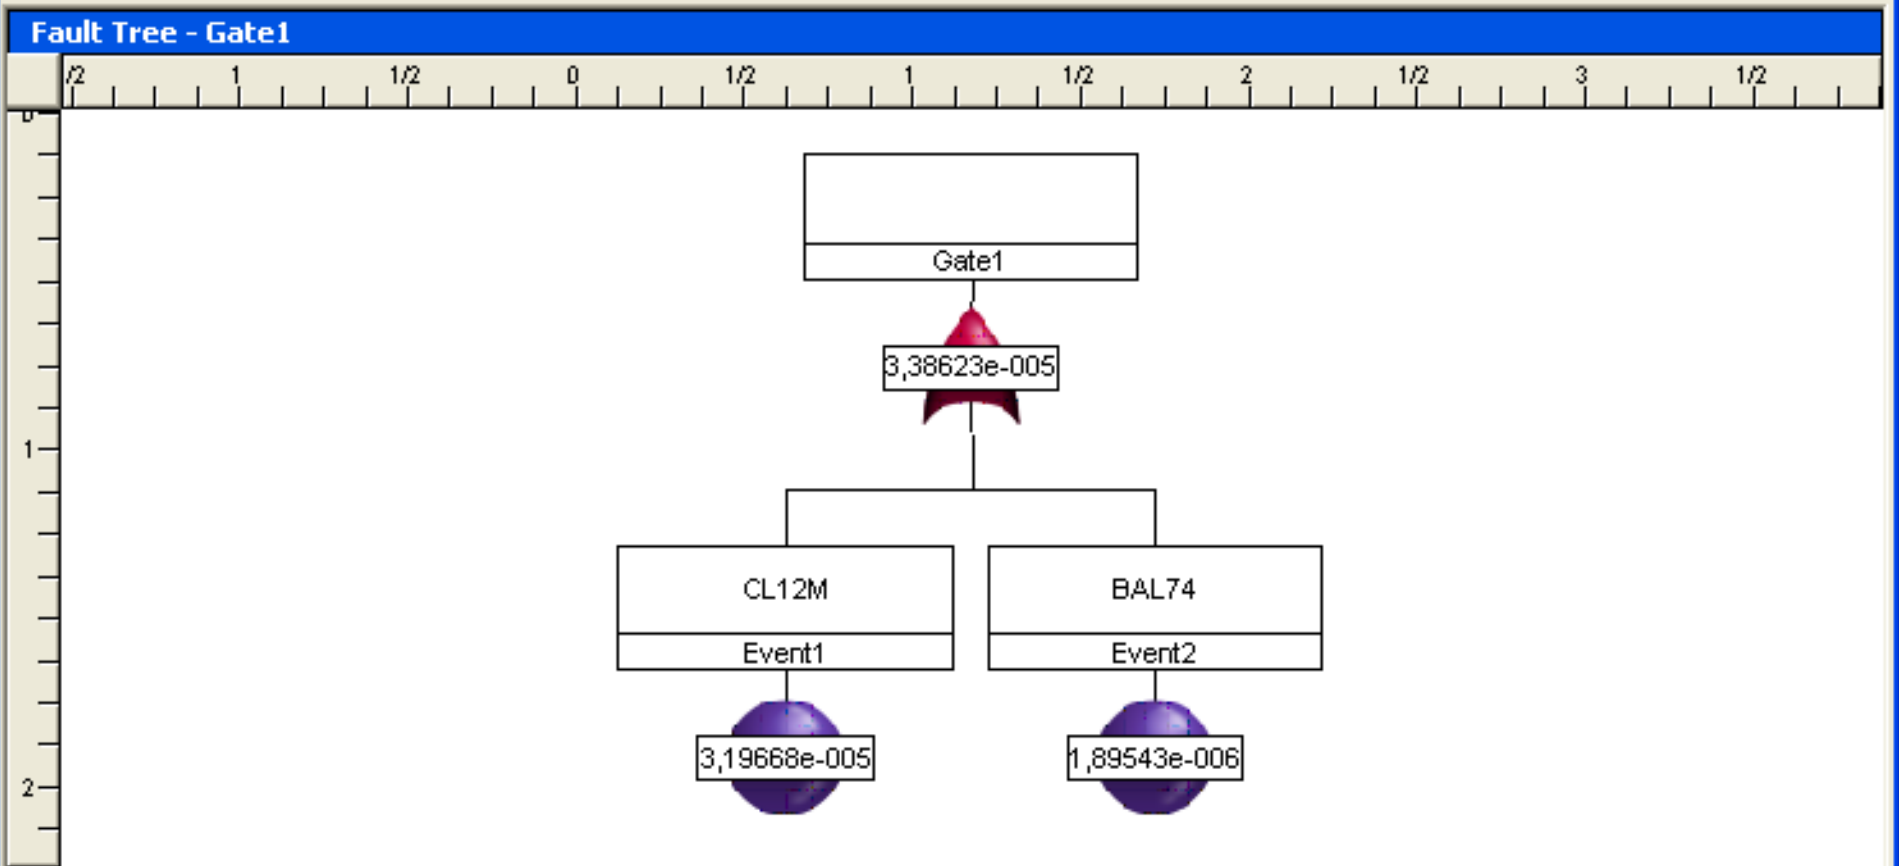 Fault Tree - Gate1
/2 1 1/2 0 1/2 1 1/2 2 1/2 3 1/2
0
Gate1
3,38623e-005
1
CL12M BAL74
Event1 Event2
3,19668e-005 1,89543e-006
2